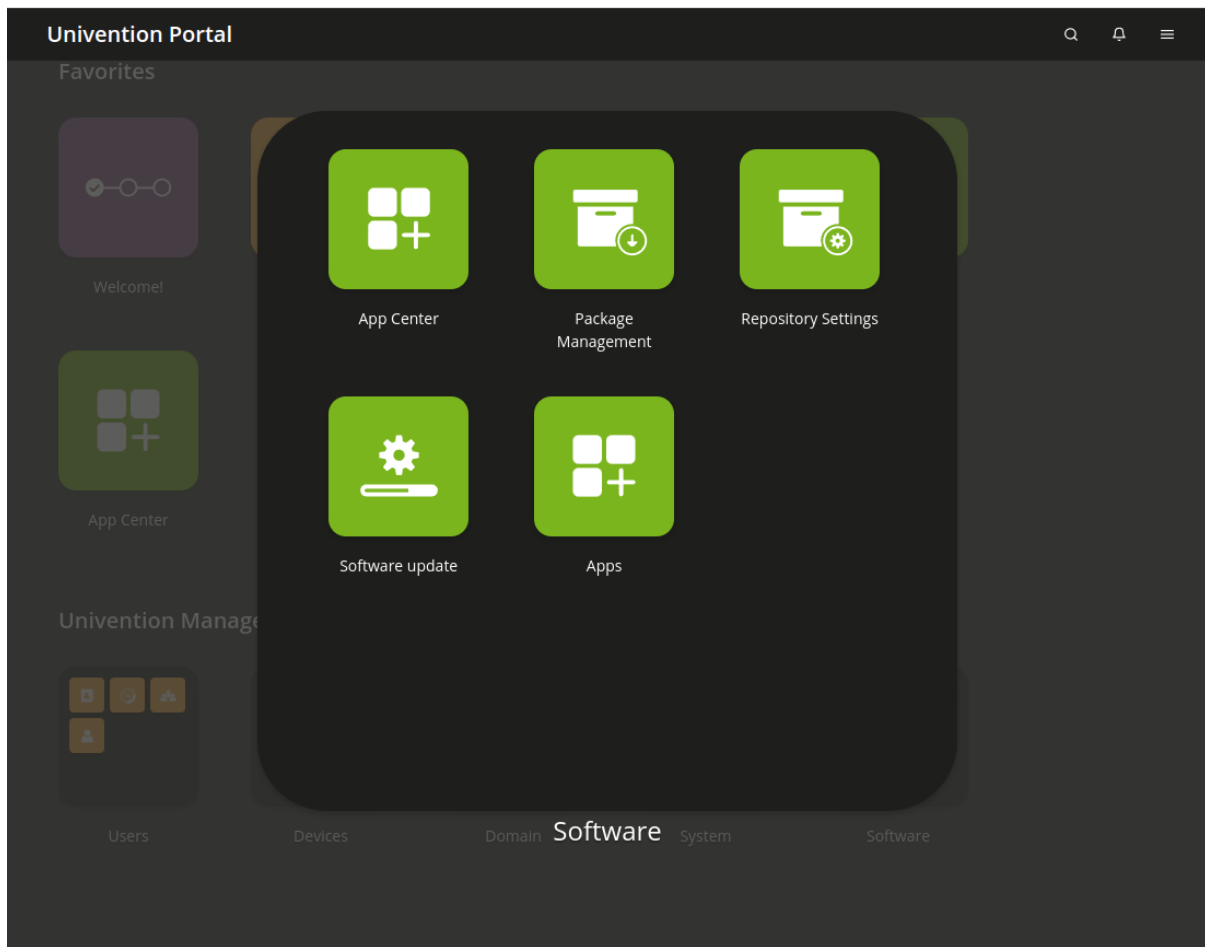 Univention Portal
Favorites
Welcome!
App Center
Package
Management
Repository Settings
App Center
Software update
Apps
Univention Manage
Users
Devices
Domain
Software
System
Software